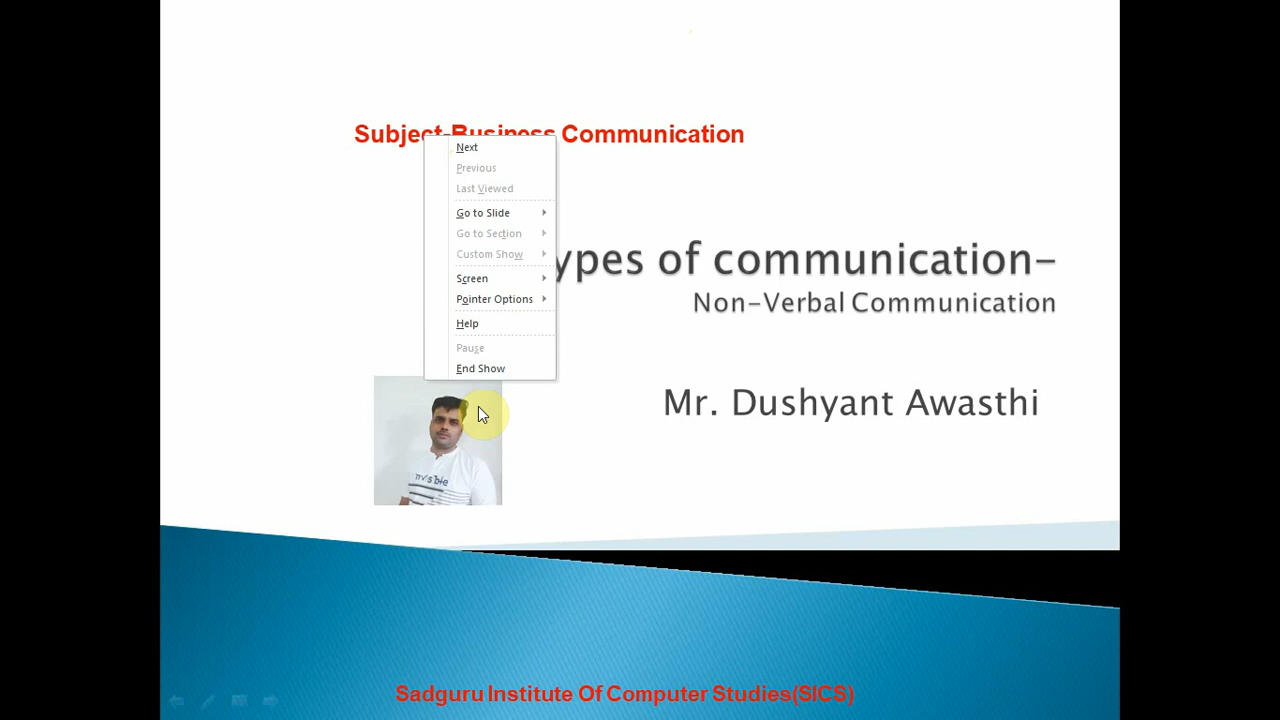 Subject-Business Communication
Next
Previous
Last Viewed
Go to Slide
Go to Section
Custom Show
Screen
Pointer Options
Help
Pause
End Show
ypes of communication-
Non-Verbal Communication
Mr. Dushyant Awasthi
invisible
Sadguru Institute Of Computer Studies(SICS)